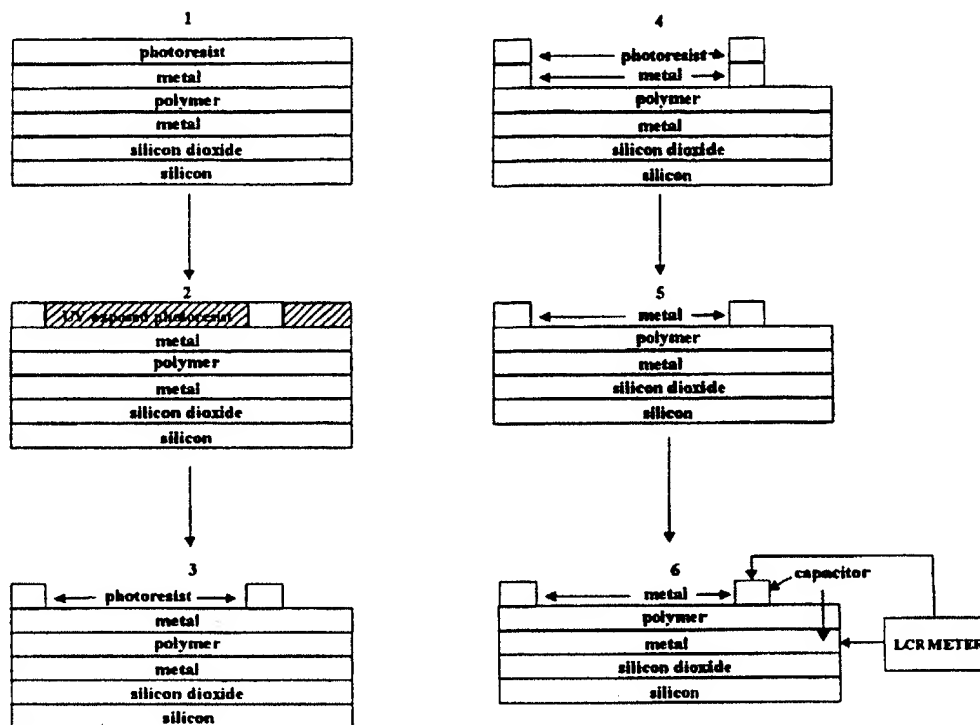 1
photoresist
metal
polymer
metal
silicon dioxide
silicon
2
UV exposed photoresist
metal
polymer
metal
silicon dioxide
silicon
3
photoresist
metal
polymer
metal
silicon dioxide
silicon
4
photoresist
metal
polymer
metal
silicon dioxide
silicon
5
metal
polymer
metal
silicon dioxide
silicon
6
capacitor
metal
polymer
metal
silicon dioxide
silicon
LCR METER